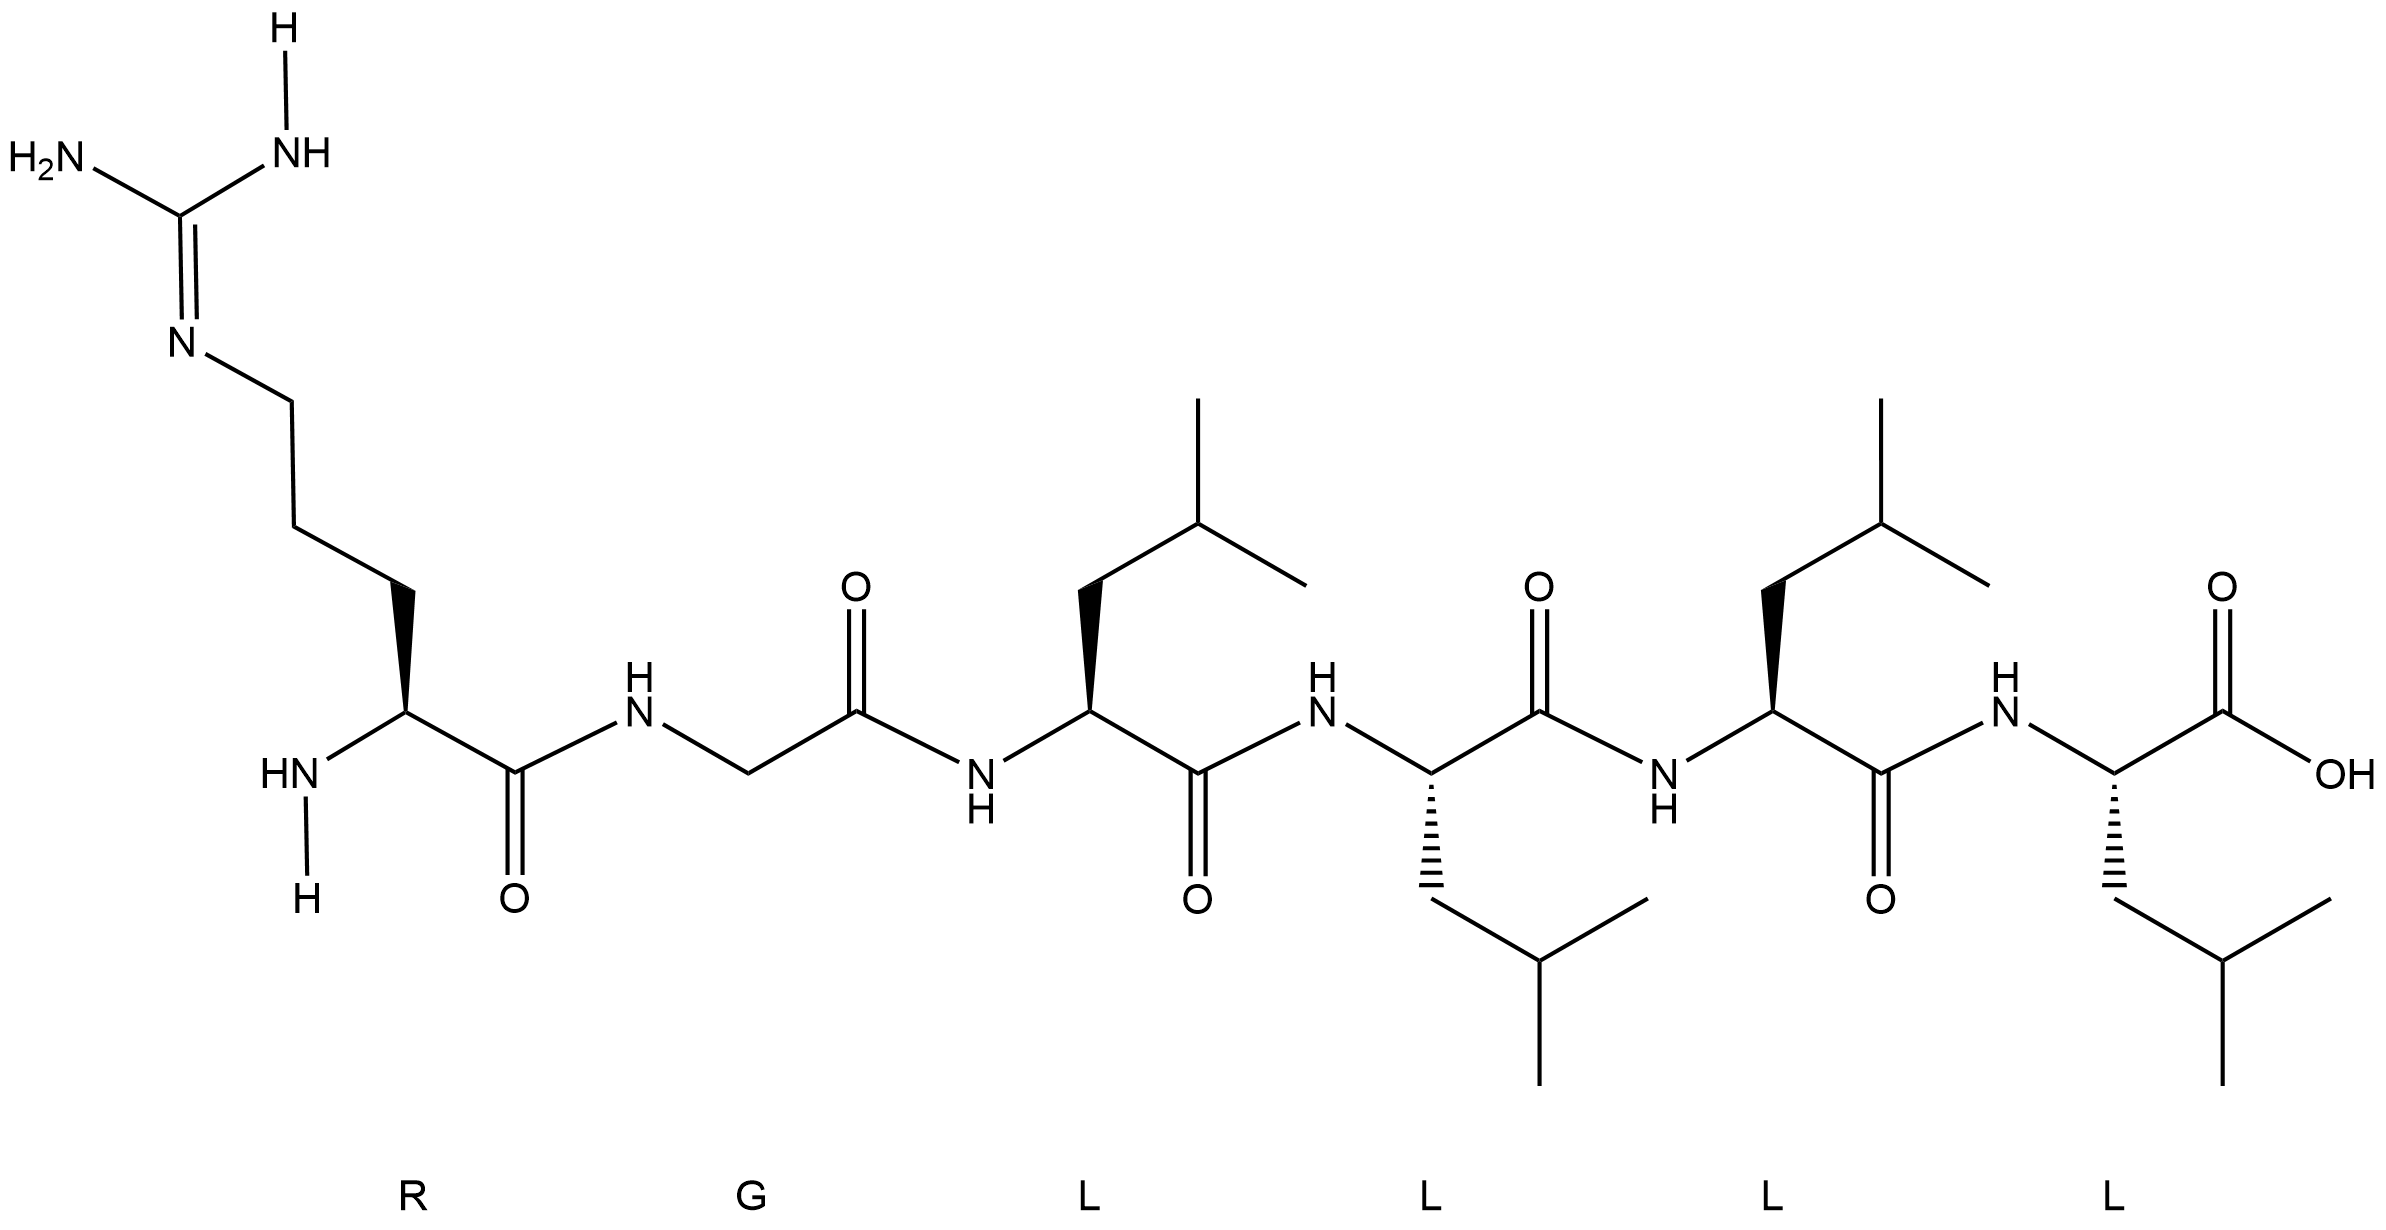 H
H₂N NH
N
O O O
H H H
N N N
HN N N OH
H H
H O O O
R G L L L L